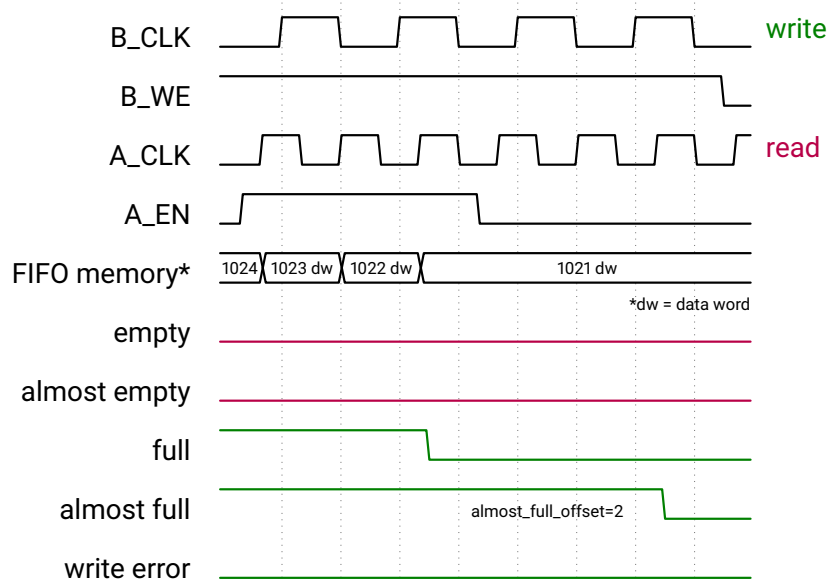 B_CLK write
B_WE
A_CLK read
A_EN
FIFO memory* 1024 1023 dw 1022 dw 1021 dw
*dw = data word
empty
almost empty
full
almost full almost_full_offset=2
write error